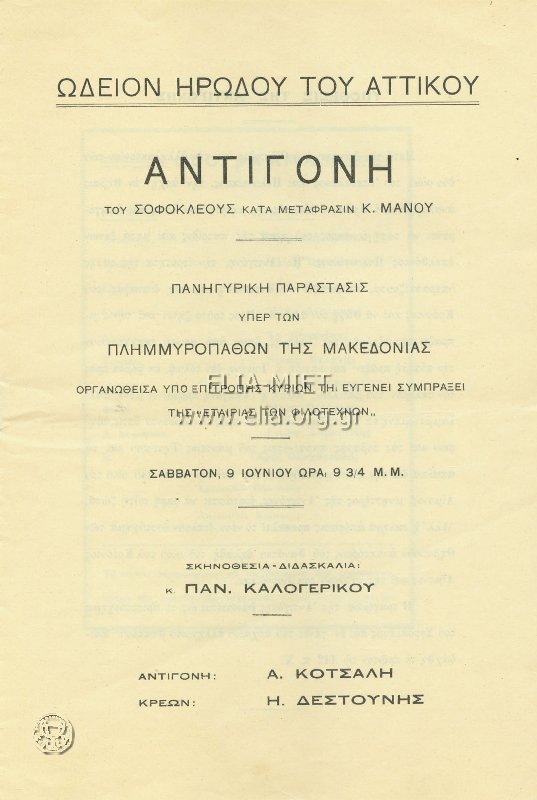 ΩΔΕΙΟΝ ΗΡΩΔΟΥ ΤΟΥ ΑΤΤΙΚΟΥ
ΑΝΤΙΓΟΝΗ
ΤΟΥ ΣΟΦΟΚΛΕΟΥΣ ΚΑΤΑ ΜΕΤΑΦΡΑΣΙΝ Κ. ΜΑΝΟΥ
ΠΑΝΗΓΥΡΙΚΗ ΠΑΡΑΣΤΑΣΙΣ
ΥΠΕΡ ΤΩΝ
ΠΛΗΜΜΥΡΟΠΑΘΩΝ ΤΗΣ ΜΑΚΕΔΟΝΙΑΣ
ELIA-MIET
ΟΡΓΑΝΩΘΕΙΣΑ ΥΠΟ ΕΠΙΤΡΟΠΗΣ ΚΥΡΙΩΝ ΤΗ, ΕΥΓΕΝΕΙ ΣΥΜΠΡΑΞΕΙ
ΤΗΣ „ΕΤΑΙΡΙΑΣ ΤΩΝ ΦΙΛΟΤΕΧΝΩΝ„
www.elia.org.gr
ΣΑΒΒΑΤΟΝ, 9 ΙΟΥΝΙΟΥ ΩΡΑ, 9 3/4 Μ.Μ.
ΣΚΗΝΟΘΕΣΙΑ - ΔΙΔΑΣΚΑΛΙΑ:
Κ. ΠΑΝ. ΚΑΛΟΓΕΡΙΚΟΥ
ΑΝΤΙΓΟΝΗ: Α. ΚΟΤΣΑΛΗ
ΚΡΕΩΝ: Η. ΔΕΣΤΟΥΝΗΣ